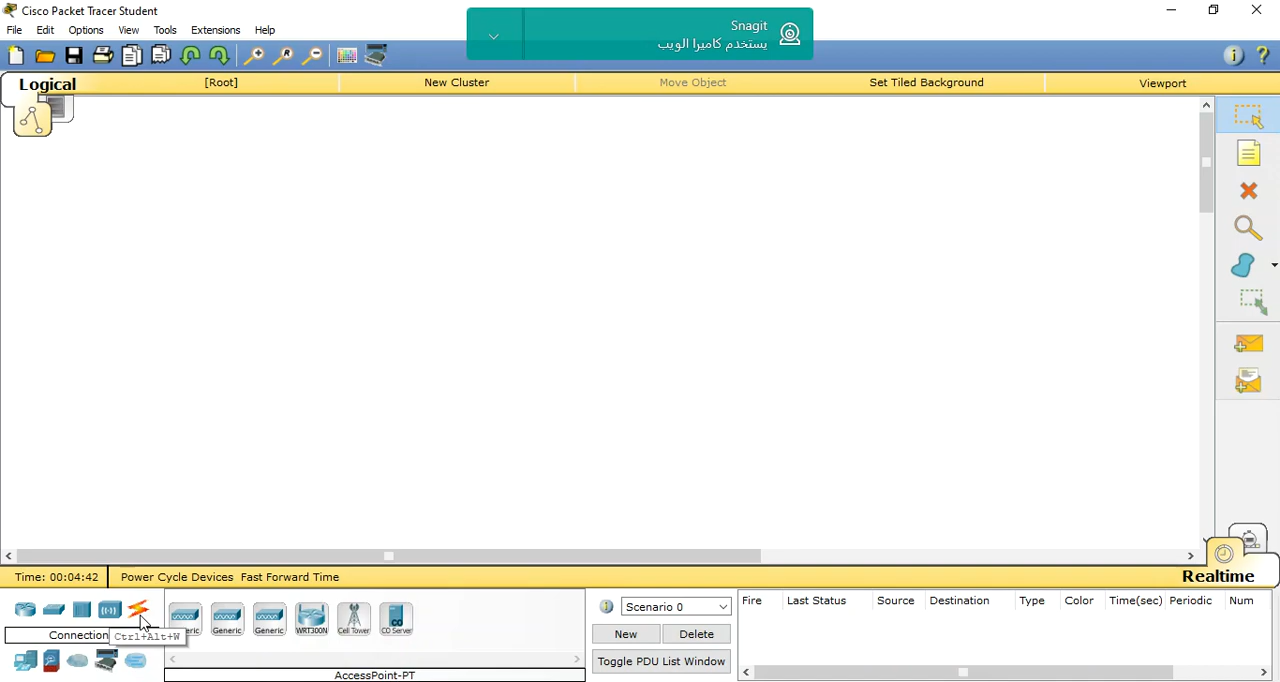 Cisco Packet Tracer Student
Snagit
يستخدم كاميرا الويب
File Edit Options View Tools Extensions Help
Logical [Root] New Cluster Move Object Set Tiled Background Viewport
Time: 00:04:42 Power Cycle Devices Fast Forward Time
Realtime
Connection
Ctrl+Alt+W
Generic Generic WRT300N Cell Tower CO Server
AccessPoint-PT
Scenario 0
New Delete
Toggle PDU List Window
Fire Last Status Source Destination Type Color Time(sec) Periodic Num